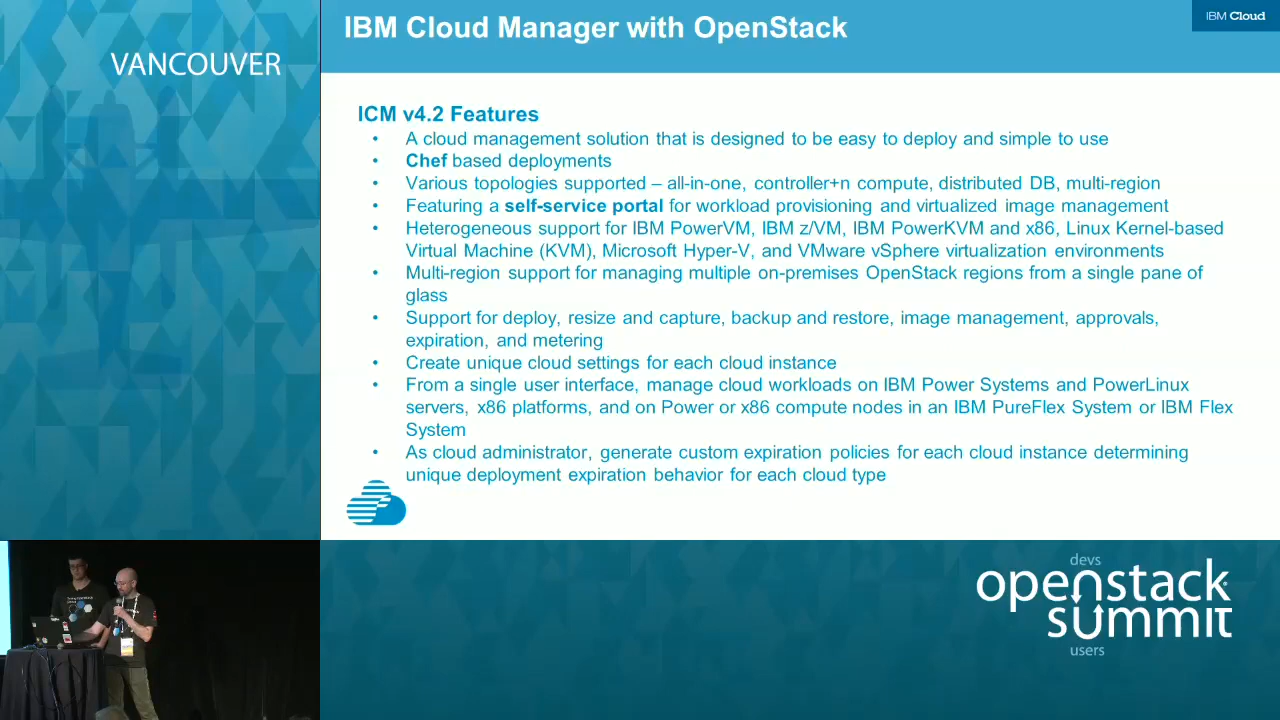 IBM Cloud Manager with OpenStack
IBM Cloud
VANCOUVER
ICM v4.2 Features
• A cloud management solution that is designed to be easy to deploy and simple to use
• Chef based deployments
• Various topologies supported – all-in-one, controller+n compute, distributed DB, multi-region
• Featuring a self-service portal for workload provisioning and virtualized image management
• Heterogeneous support for IBM PowerVM, IBM z/VM, IBM PowerKVM and x86, Linux Kernel-based
Virtual Machine (KVM), Microsoft Hyper-V, and VMware vSphere virtualization environments
• Multi-region support for managing multiple on-premises OpenStack regions from a single pane of
glass
• Support for deploy, resize and capture, backup and restore, image management, approvals,
expiration, and metering
• Create unique cloud settings for each cloud instance
• From a single user interface, manage cloud workloads on IBM Power Systems and PowerLinux
servers, x86 platforms, and on Power or x86 compute nodes in an IBM PureFlex System or IBM Flex
System
• As cloud administrator, generate custom expiration policies for each cloud instance determining
unique deployment expiration behavior for each cloud type
devs
openstack
summit
users